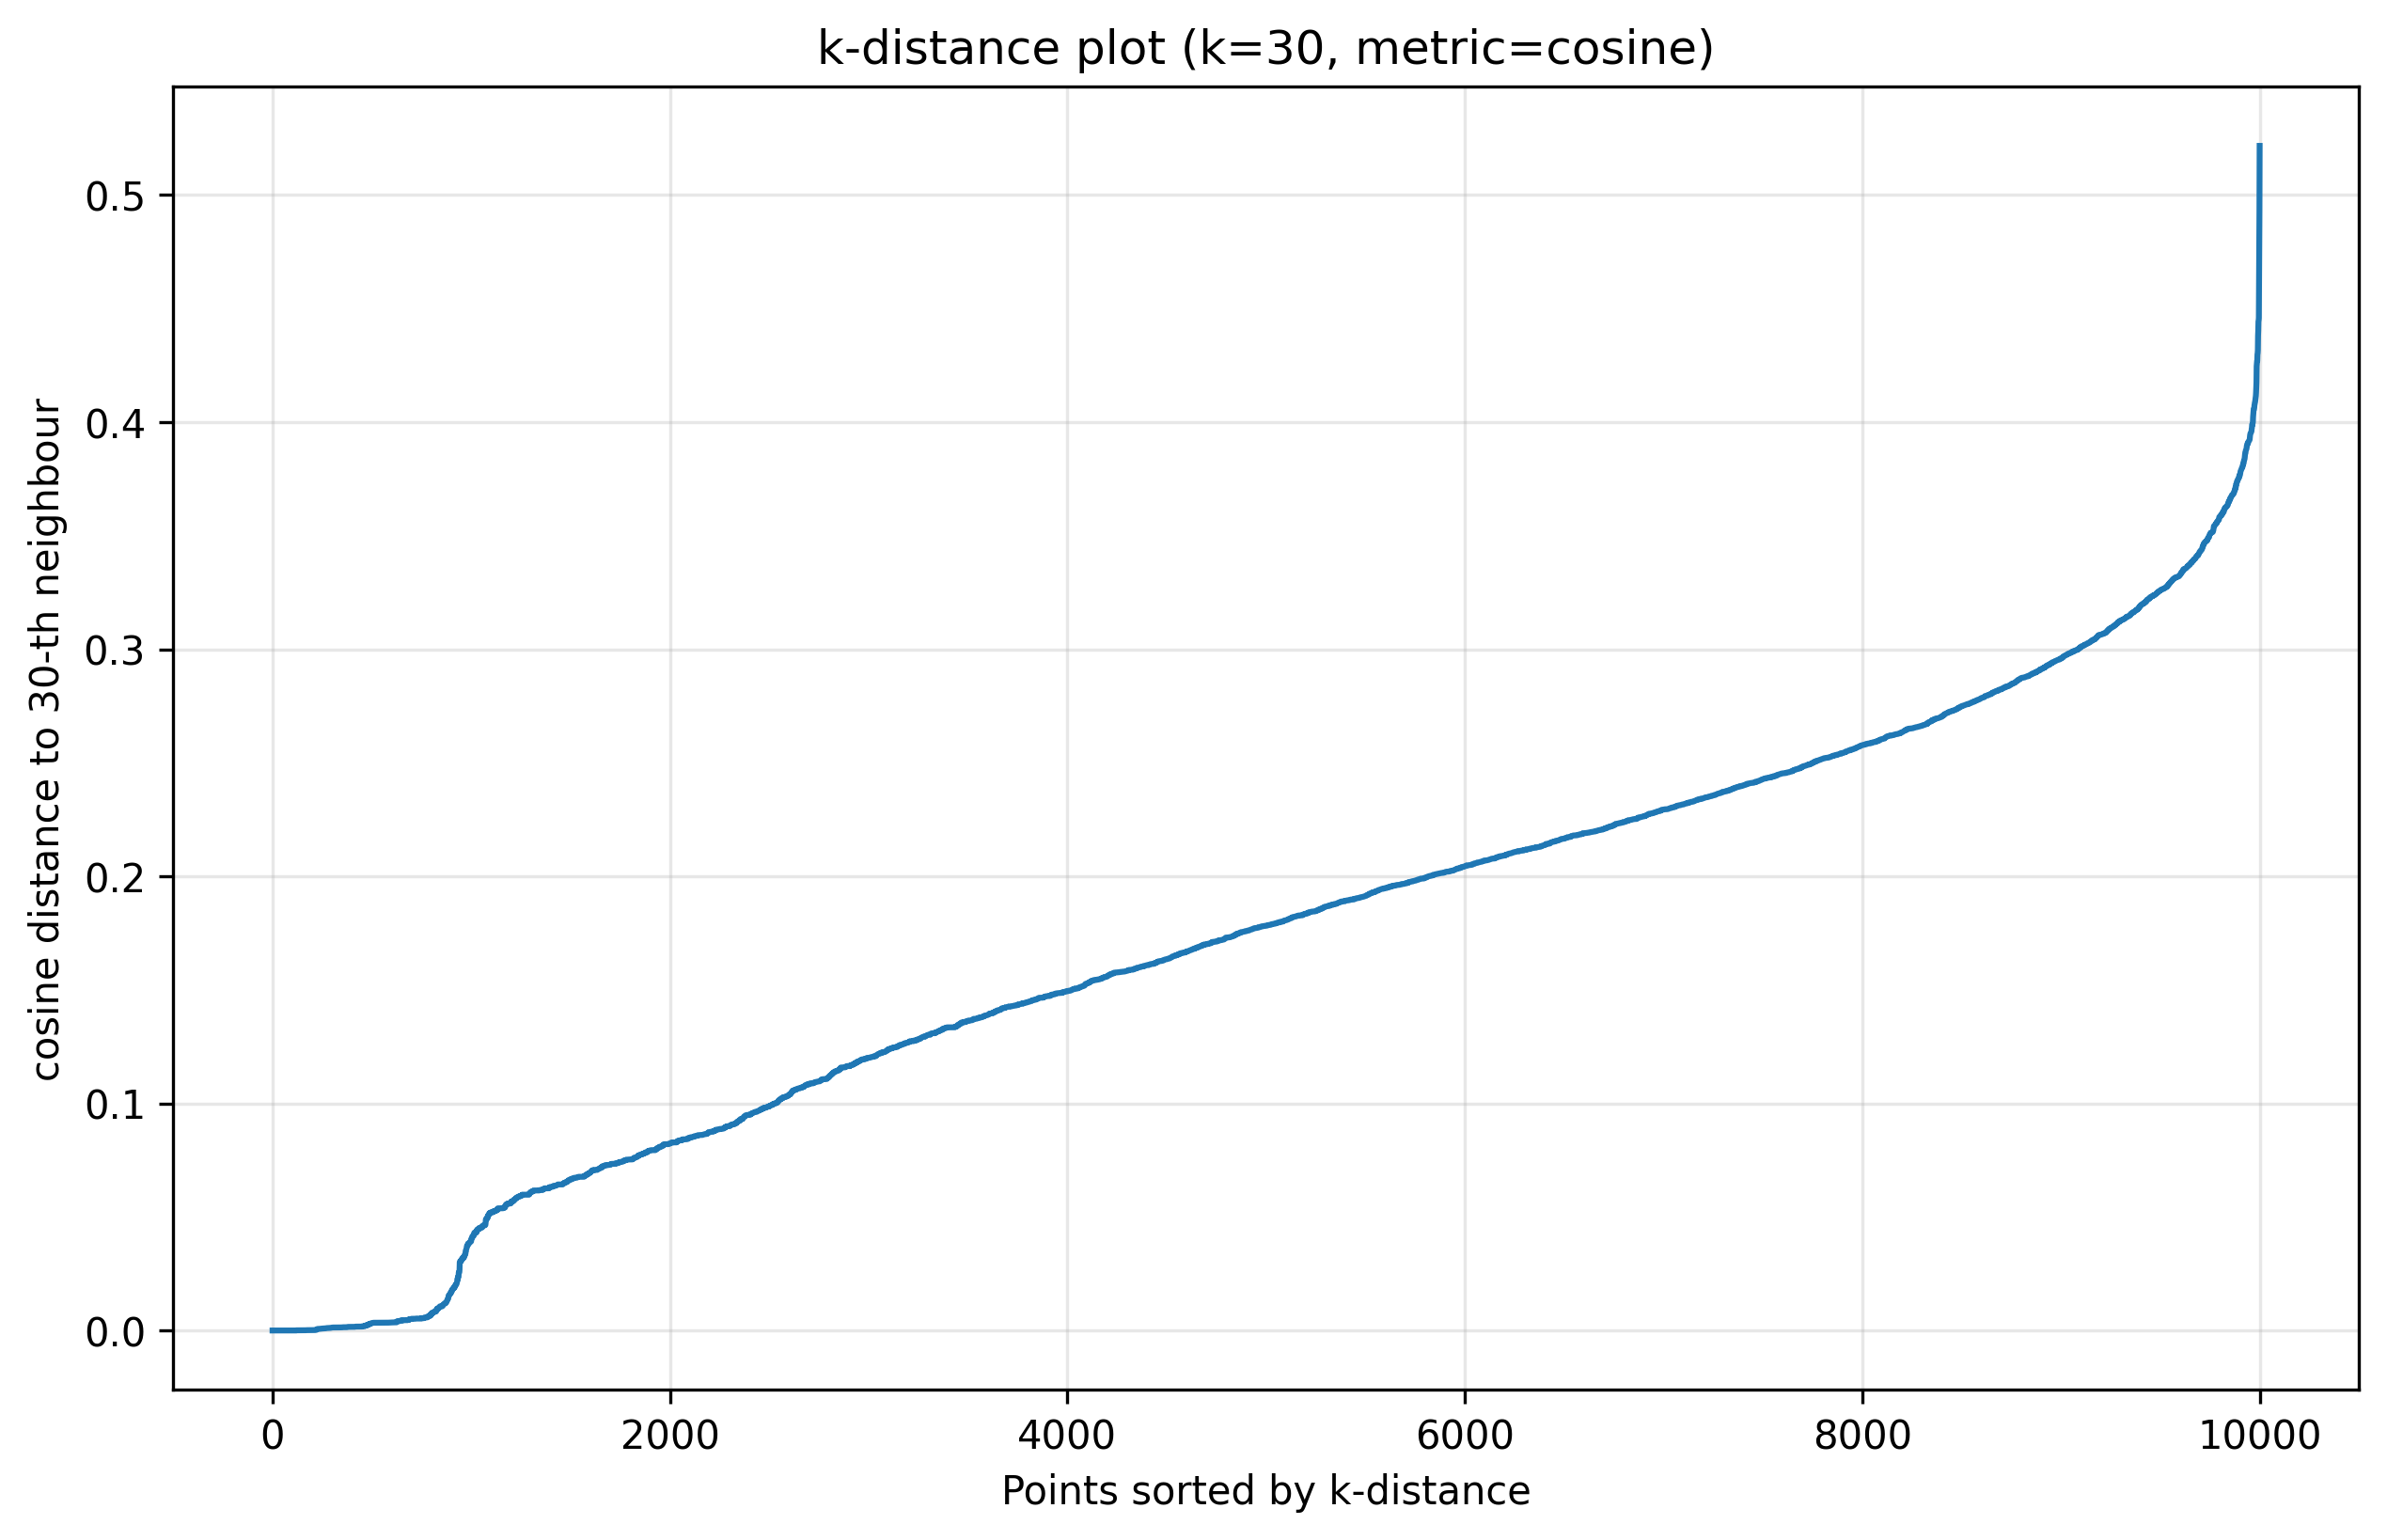 k-distance plot (k=30, metric=cosine)
cosine distance to 30-th neighbour
0.5
0.4
0.3
0.2
0.1
0.0
0 2000 4000 6000 8000 10000
Points sorted by k-distance